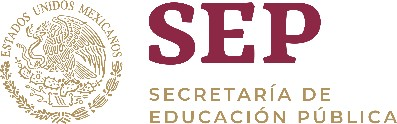 ESTADOS UNIDOS MEXICANOS
SEP
SECRETARÍA DE
EDUCACIÓN PÚBLICA